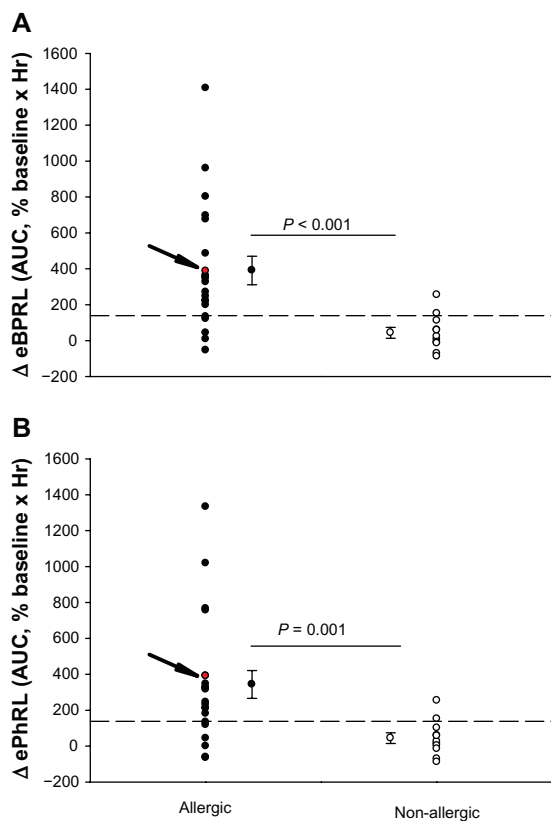 A
1600
1400
1200
1000
800
600
400
200
0
−200
Δ eBPRL (AUC, % baseline x Hr)
P < 0.001
B
1600
1400
1200
1000
800
600
400
200
0
−200
Δ ePhRL (AUC, % baseline x Hr)
P = 0.001
Allergic Non-allergic